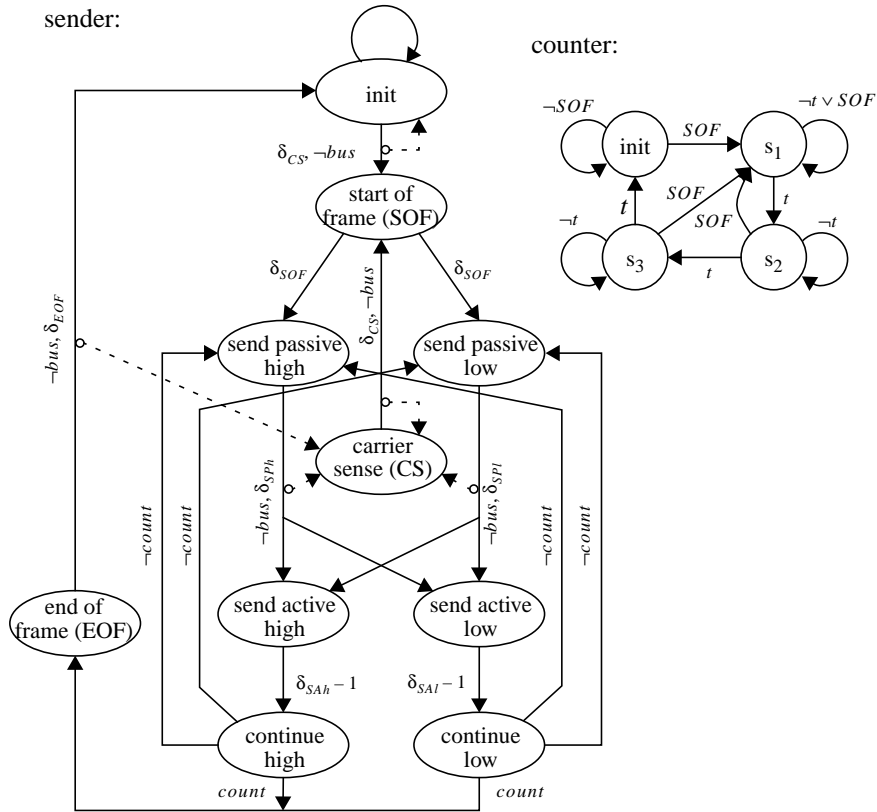 sender:
counter:
init
δCS, ¬bus
start of
frame (SOF)
δSOF
δSOF
¬bus, δEOF
δCS, ¬bus
send passive
high
send passive
low
carrier
sense (CS)
¬bus, δSPh
¬bus, δSPl
¬count
¬count
¬count
¬count
end of
frame (EOF)
send active
high
send active
low
δSAh – 1
δSAl – 1
continue
high
continue
low
count
count
¬SOF
SOF
¬t ∨ SOF
init
s1
SOF
SOF
t
t
¬t
¬t
s3
s2
t